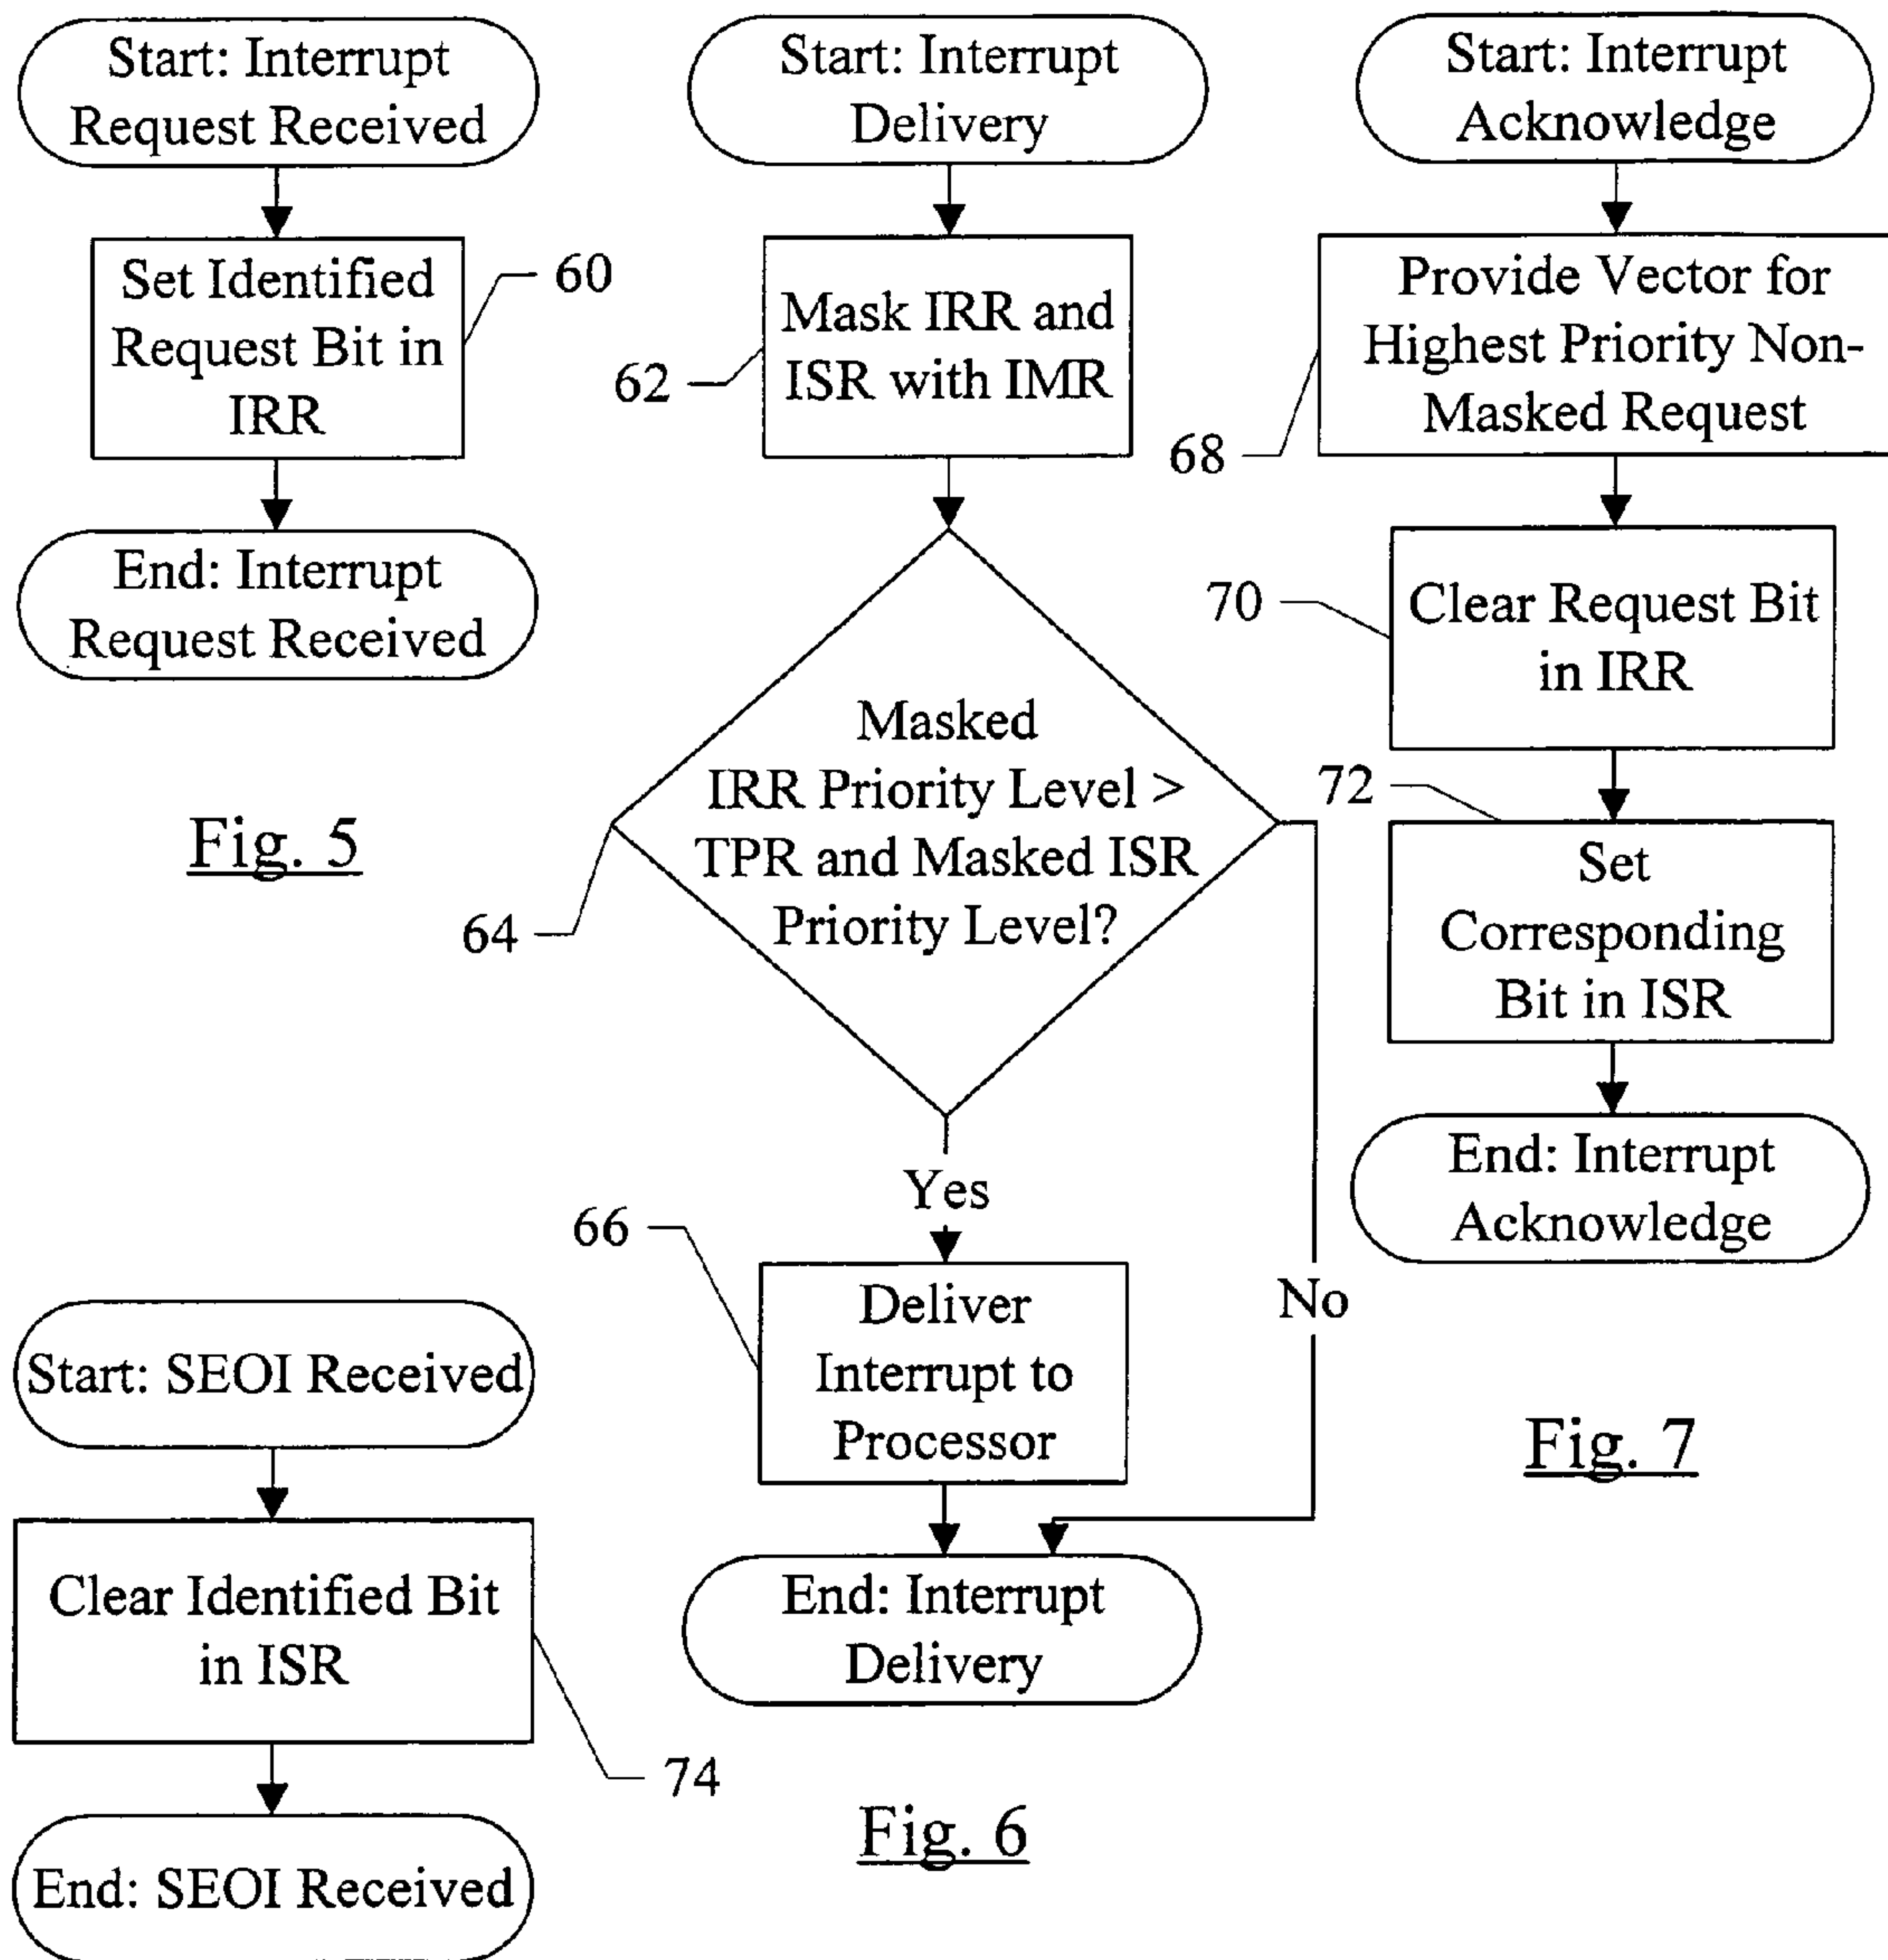 Start: Interrupt
Request Received
Set Identified
Request Bit in
IRR
60
End: Interrupt
Request Received
Fig. 5
Start: Interrupt
Delivery
Mask IRR and
ISR with IMR
62
Masked
IRR Priority Level >
TPR and Masked ISR
Priority Level?
64
Yes
No
66
Deliver
Interrupt to
Processor
End: Interrupt
Delivery
Fig. 6
Start: Interrupt
Acknowledge
Provide Vector for
Highest Priority Non-
Masked Request
68
70
Clear Request Bit
in IRR
72
Set
Corresponding
Bit in ISR
End: Interrupt
Acknowledge
Fig. 7
Start: SEOI Received
Clear Identified Bit
in ISR
74
End: SEOI Received